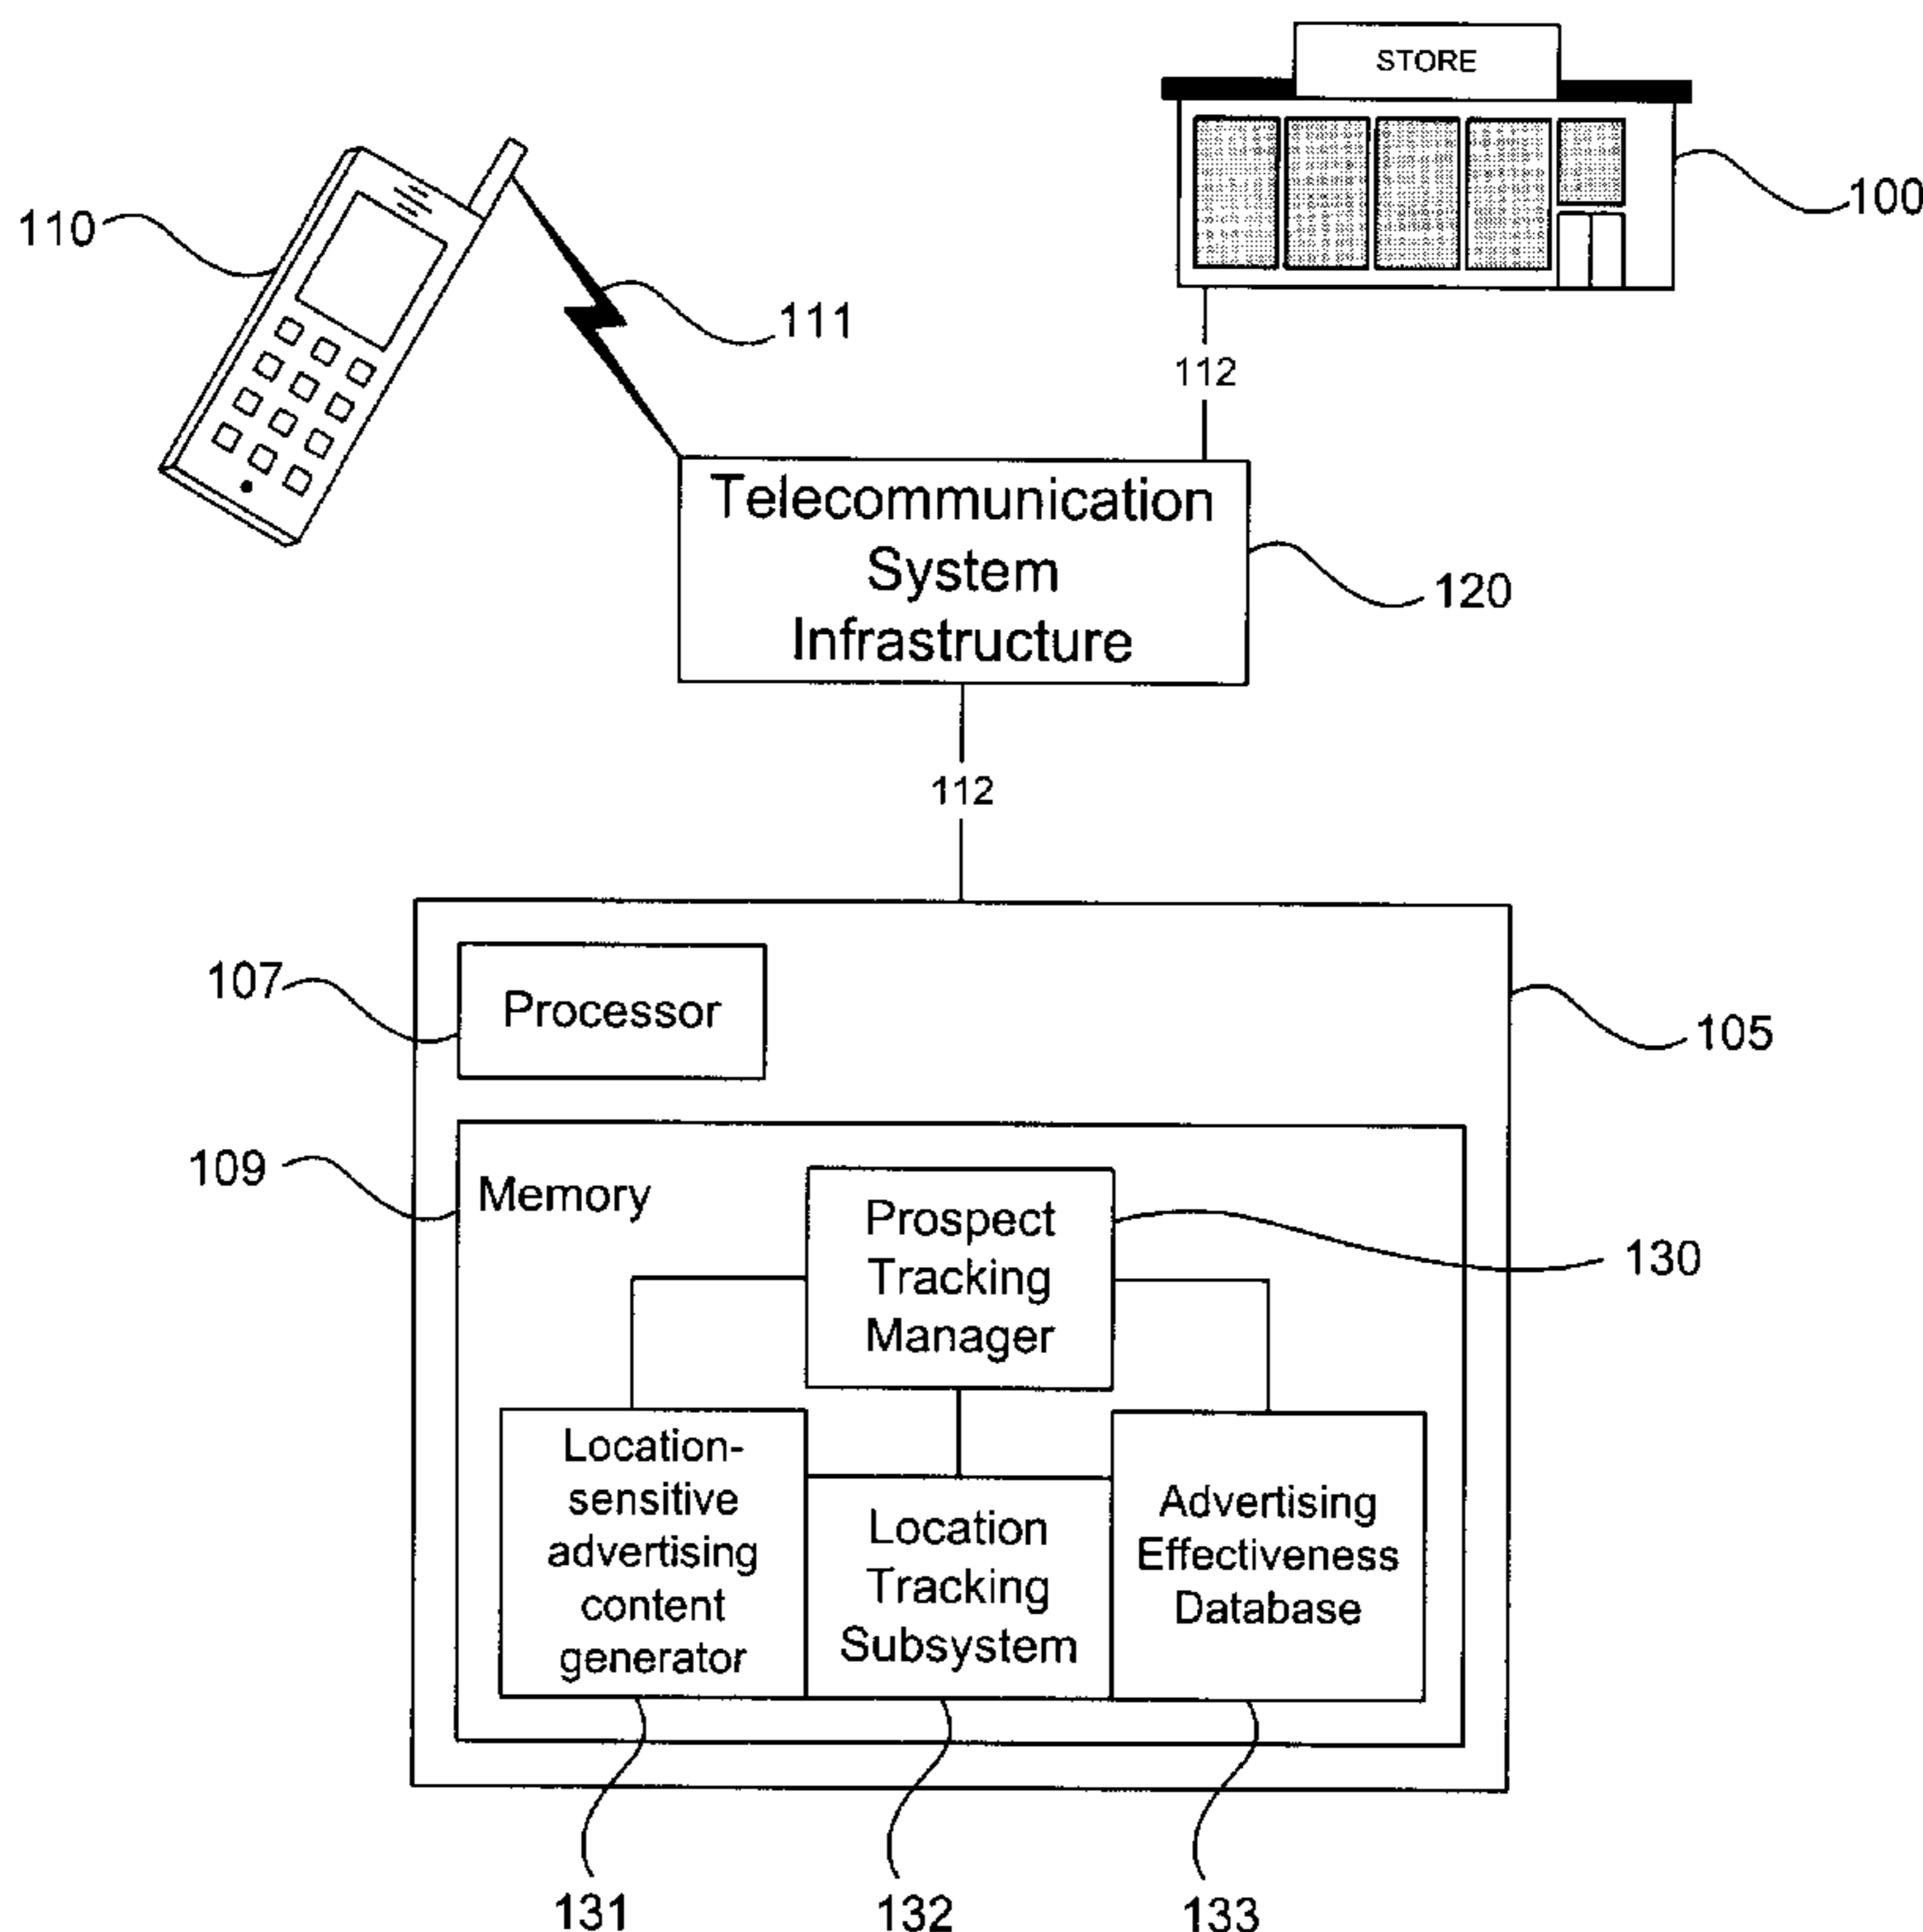 STORE
100
110
111
112
Telecommunication
System
Infrastructure
120
112
107
Processor
105
109
Memory
Prospect
Tracking
Manager
130
Location-
sensitive
advertising
content
generator
Location
Tracking
Subsystem
Advertising
Effectiveness
Database
131
132
133